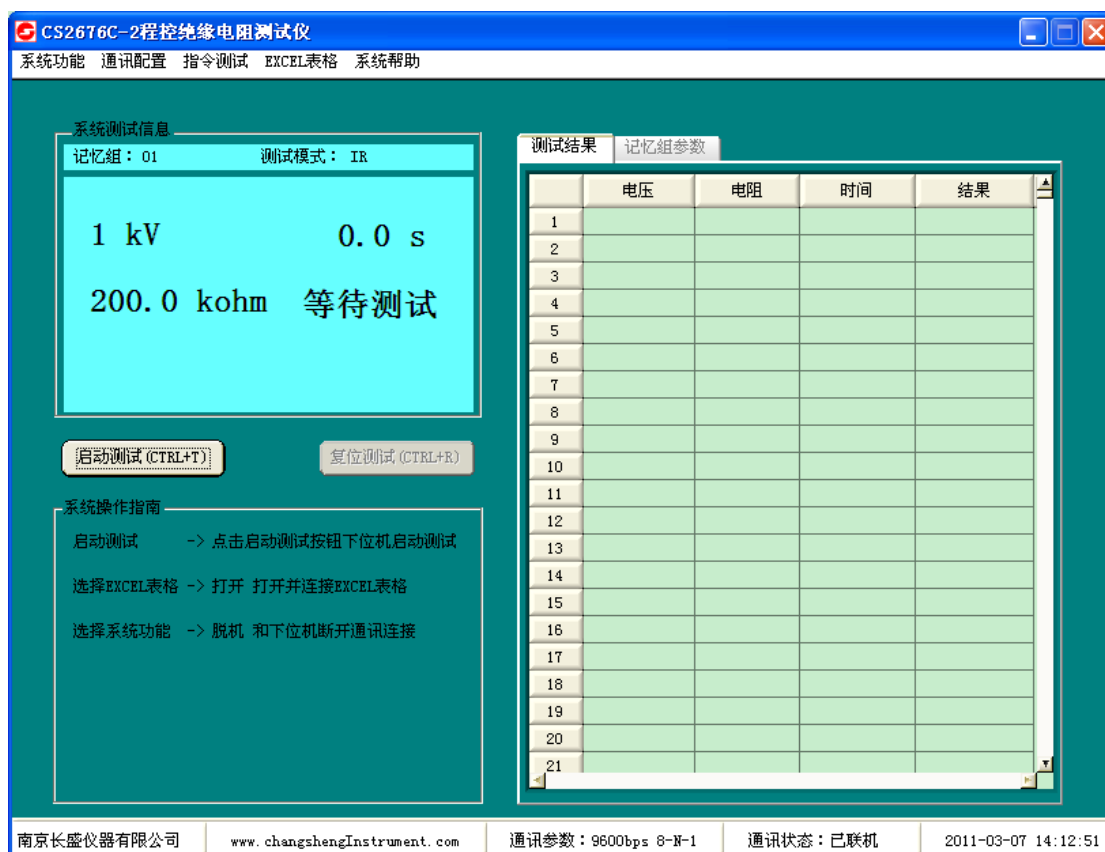 CS2676C-2程控绝缘电阻测试仪
系统功能 通讯配置 指令测试 EXCEL表格 系统帮助
系统测试信息
记忆组：01 测试模式：IR
1 kV 0.0 s
200.0 kohm 等待测试
启动测试(CTRL+T) 复位测试(CTRL+R)
系统操作指南
启动测试 -> 点击启动测试按钮下位机启动测试
选择EXCEL表格 -> 打开 打开并连接EXCEL表格
选择系统功能 -> 脱机 和下位机断开通讯连接
测试结果 记忆组参数
电压 电阻 时间 结果
1
2
3
4
5
6
7
8
9
10
11
12
13
14
15
16
17
18
19
20
21
南京长盛仪器有限公司 www.changshengInstrument.com 通讯参数：9600bps 8-N-1 通讯状态：已联机 2011-03-07 14:12:51